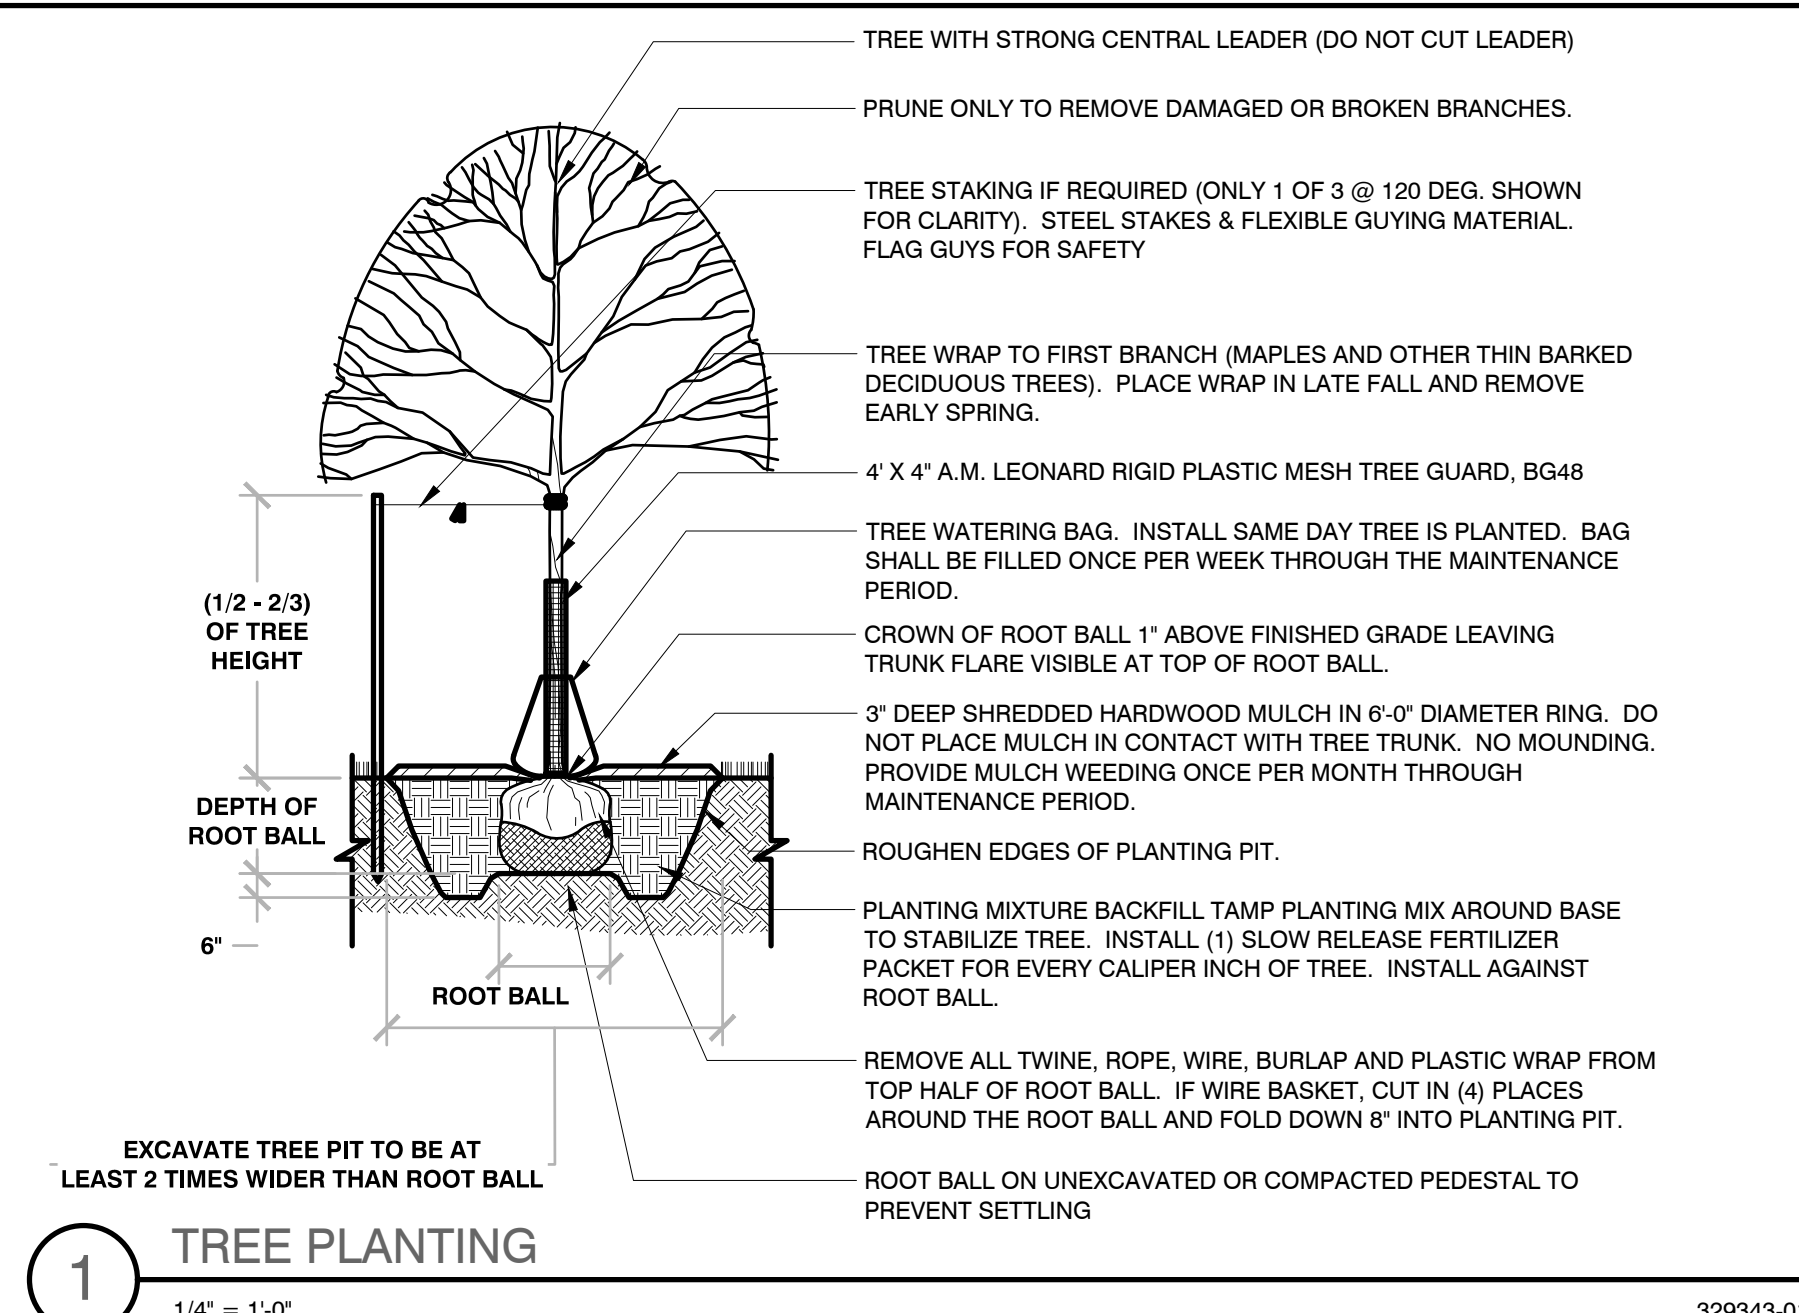 TREE WITH STRONG CENTRAL LEADER (DO NOT CUT LEADER)
PRUNE ONLY TO REMOVE DAMAGED OR BROKEN BRANCHES.
TREE STAKING IF REQUIRED (ONLY 1 OF 3 @ 120 DEG. SHOWN
FOR CLARITY). STEEL STAKES & FLEXIBLE GUYING MATERIAL.
FLAG GUYS FOR SAFETY
TREE WRAP TO FIRST BRANCH (MAPLES AND OTHER THIN BARKED
DECIDUOUS TREES). PLACE WRAP IN LATE FALL AND REMOVE
EARLY SPRING.
4' X 4" A.M. LEONARD RIGID PLASTIC MESH TREE GUARD, BG48
TREE WATERING BAG. INSTALL SAME DAY TREE IS PLANTED. BAG
SHALL BE FILLED ONCE PER WEEK THROUGH THE MAINTENANCE
PERIOD.
CROWN OF ROOT BALL 1" ABOVE FINISHED GRADE LEAVING
TRUNK FLARE VISIBLE AT TOP OF ROOT BALL.
3" DEEP SHREDDED HARDWOOD MULCH IN 6'-0" DIAMETER RING. DO
NOT PLACE MULCH IN CONTACT WITH TREE TRUNK. NO MOUNDING.
PROVIDE MULCH WEEDING ONCE PER MONTH THROUGH
MAINTENANCE PERIOD.
ROUGHEN EDGES OF PLANTING PIT.
PLANTING MIXTURE BACKFILL TAMP PLANTING MIX AROUND BASE
TO STABILIZE TREE. INSTALL (1) SLOW RELEASE FERTILIZER
PACKET FOR EVERY CALIPER INCH OF TREE. INSTALL AGAINST
ROOT BALL.
REMOVE ALL TWINE, ROPE, WIRE, BURLAP AND PLASTIC WRAP FROM
TOP HALF OF ROOT BALL. IF WIRE BASKET, CUT IN (4) PLACES
AROUND THE ROOT BALL AND FOLD DOWN 8" INTO PLANTING PIT.
ROOT BALL ON UNEXCAVATED OR COMPACTED PEDESTAL TO
PREVENT SETTLING
(1/2 - 2/3)
OF TREE
HEIGHT
DEPTH OF
ROOT BALL
6"
ROOT BALL
EXCAVATE TREE PIT TO BE AT
LEAST 2 TIMES WIDER THAN ROOT BALL
1
TREE PLANTING
1/4" = 1'-0"